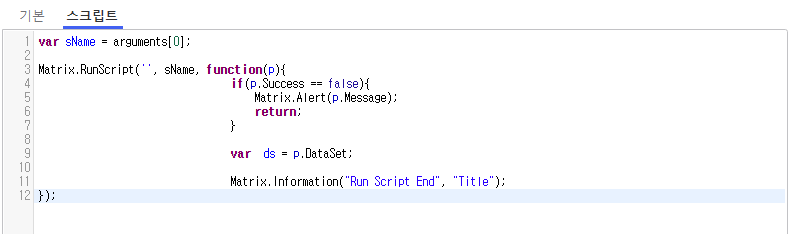 기본 스크립트
1 var sName = arguments[0];
2
3 Matrix.RunScript('', sName, function(p){
4 if(p.Success == false){
5 Matrix.Alert(p.Message);
6 return;
7 }
8
9 var ds = p.DataSet;
10
11 Matrix.Information("Run Script End", "Title");
12 });